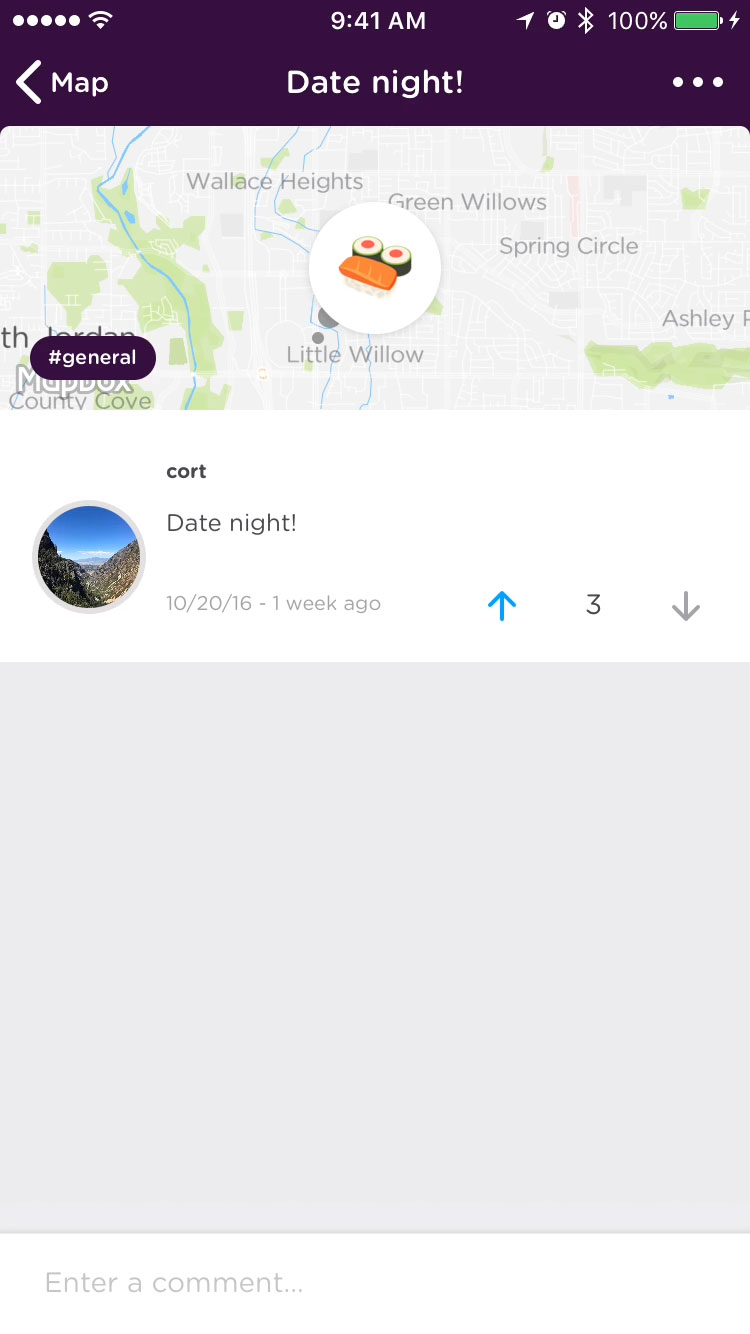 9:41 AM
100%
Map
Date night!
Wallace Heights
Green Willows
Spring Circle
Ashley
th Jordan
#general
Little Willow
Mapbox
County Cove
cort
Date night!
10/20/16 - 1 week ago
3
Enter a comment...